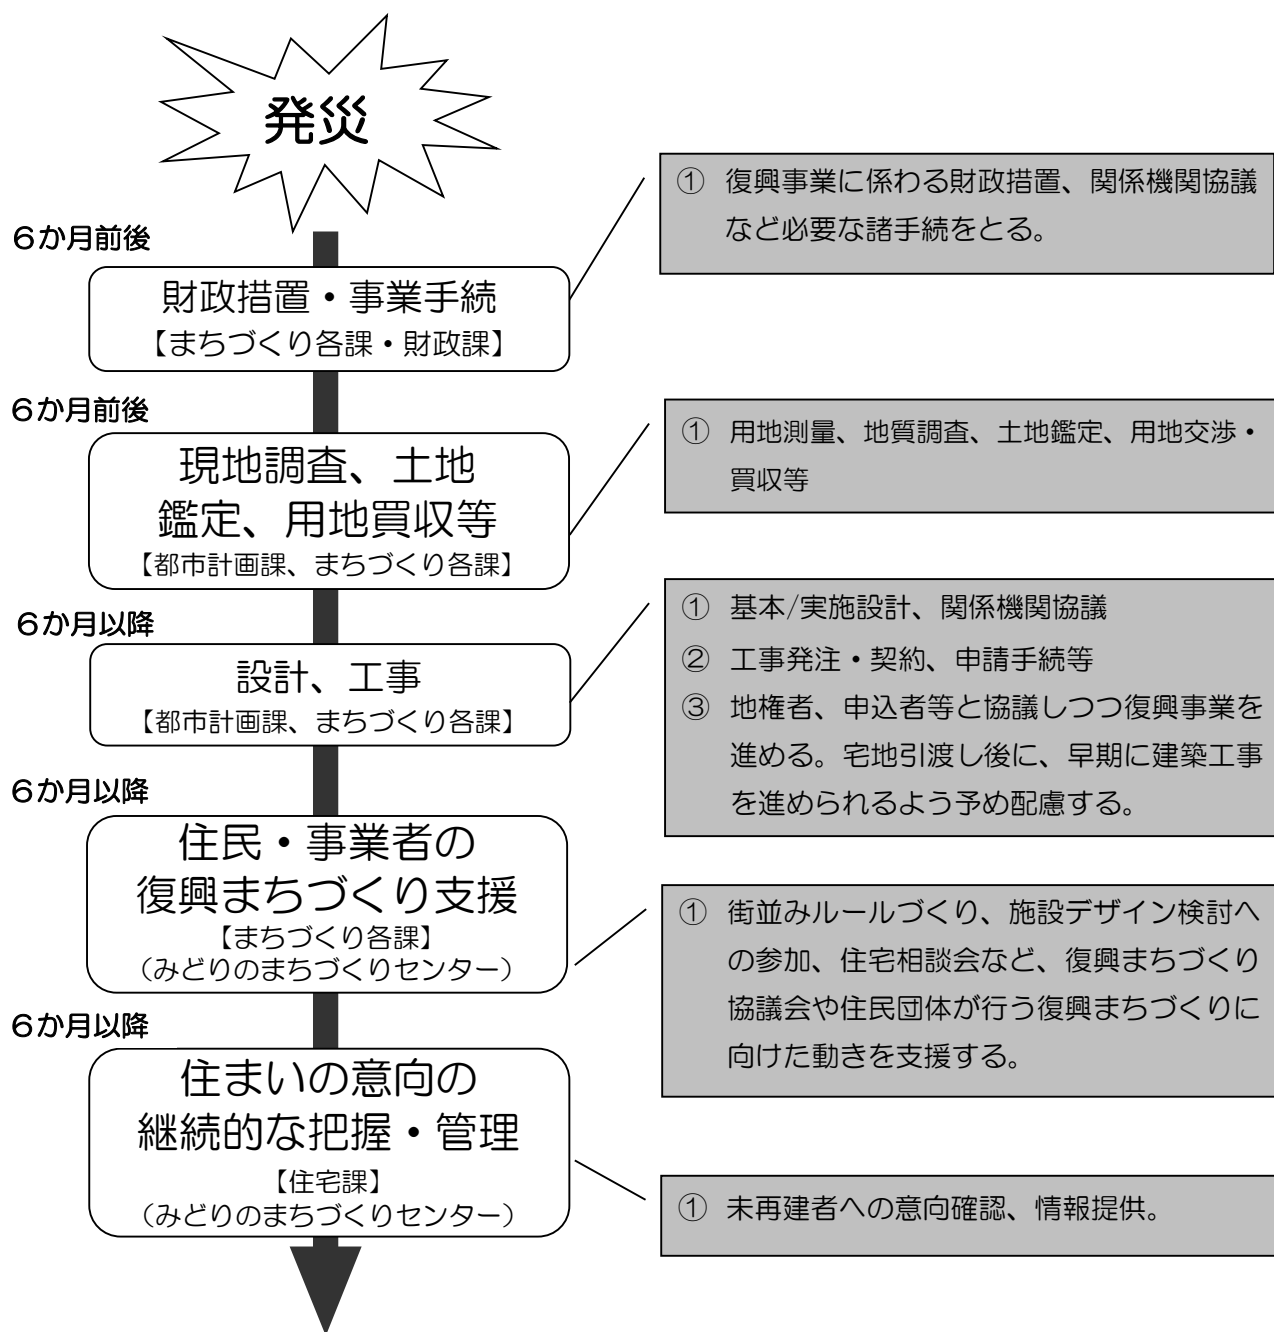 発災
6か月前後
財政措置・事業手続
【まちづくり各課・財政課】
① 復興事業に係わる財政措置、関係機関協議
など必要な諸手続をとる。
6か月前後
現地調査、土地
鑑定、用地買収等
【都市計画課、まちづくり各課】
① 用地測量、地質調査、土地鑑定、用地交渉・
買収等
6か月以降
設計、工事
【都市計画課、まちづくり各課】
① 基本/実施設計、関係機関協議
② 工事発注・契約、申請手続等
③ 地権者、申込者等と協議しつつ復興事業を
進める。宅地引渡し後に、早期に建築工事
を進められるよう予め配慮する。
6か月以降
住民・事業者の
復興まちづくり支援
【まちづくり各課】
（みどりのまちづくりセンター）
① 街並みルールづくり、施設デザイン検討へ
の参加、住宅相談会など、復興まちづくり
協議会や住民団体が行う復興まちづくりに
向けた動きを支援する。
6か月以降
住まいの意向の
継続的な把握・管理
【住宅課】
（みどりのまちづくりセンター）
① 未再建者への意向確認、情報提供。